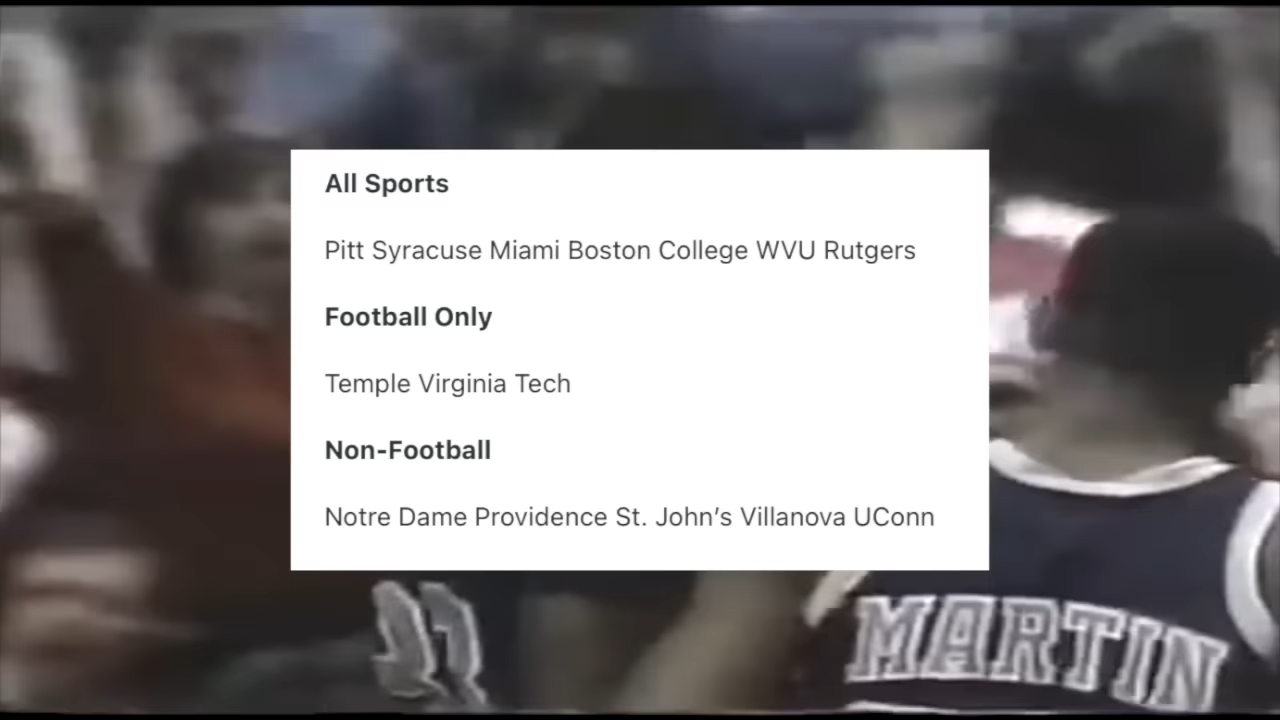 All Sports
Pitt Syracuse Miami Boston College WVU Rutgers
Football Only
Temple Virginia Tech
Non-Football
Notre Dame Providence St. John’s Villanova UConn
MARTIN